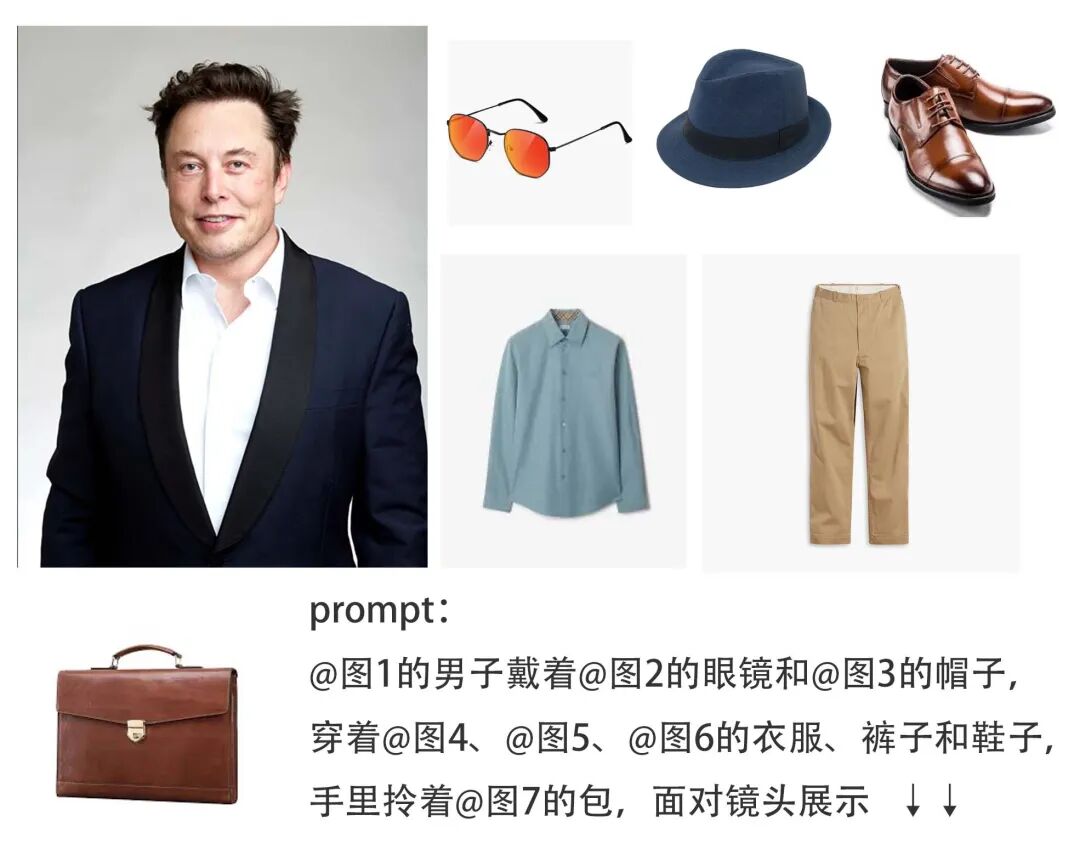 prompt：
@图1的男子戴着@图2的眼镜和@图3的帽子，
穿着@图4、@图5、@图6的衣服、裤子和鞋子，
手里拎着@图7的包，面对镜头展示 ↓↓